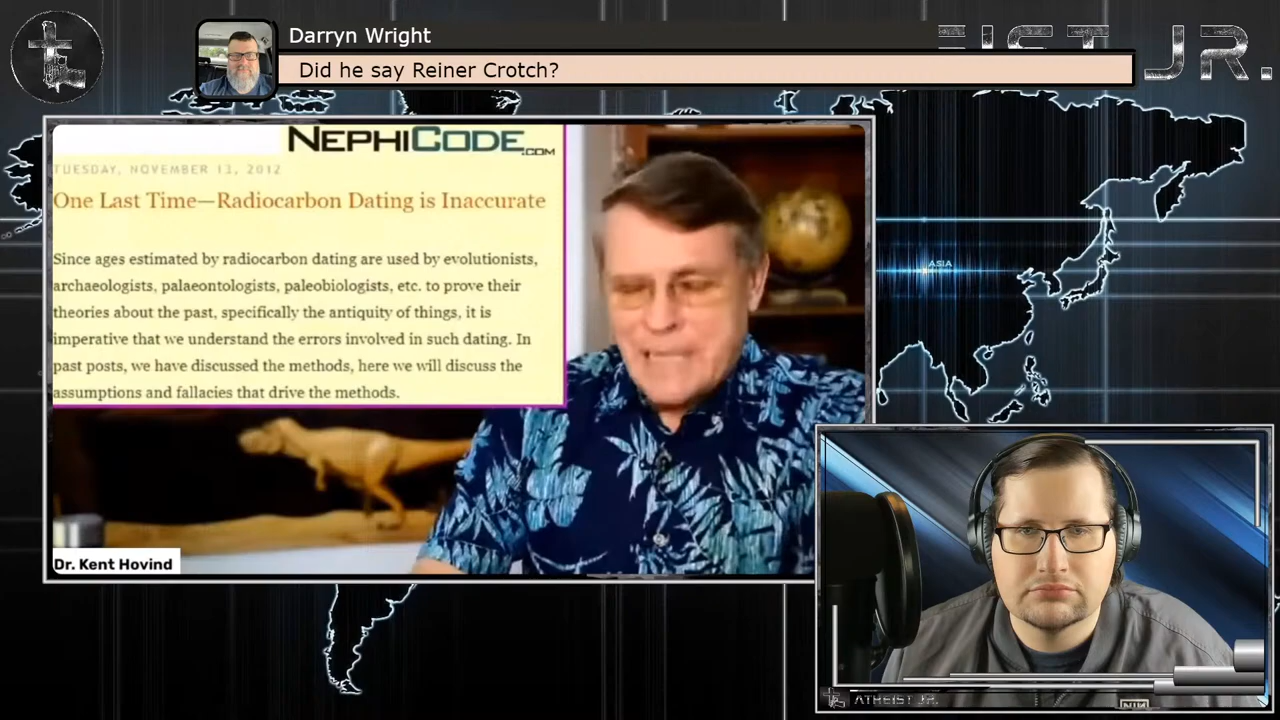 Darryn Wright
Did he say Reiner Crotch?
EIST JR.
NEPHICODE.COM
TUESDAY, NOVEMBER 13, 2012
One Last Time—Radiocarbon Dating is Inaccurate
Since ages estimated by radiocarbon dating are used by evolutionists,
archaeologists, palaeontologists, paleobiologists, etc. to prove their
theories about the past, specifically the antiquity of things, it is
imperative that we understand the errors involved in such dating. In
past posts, we have discussed the methods, here we will discuss the
assumptions and fallacies that drive the methods.
ASIA
Dr. Kent Hovind
ATHEIST JR.